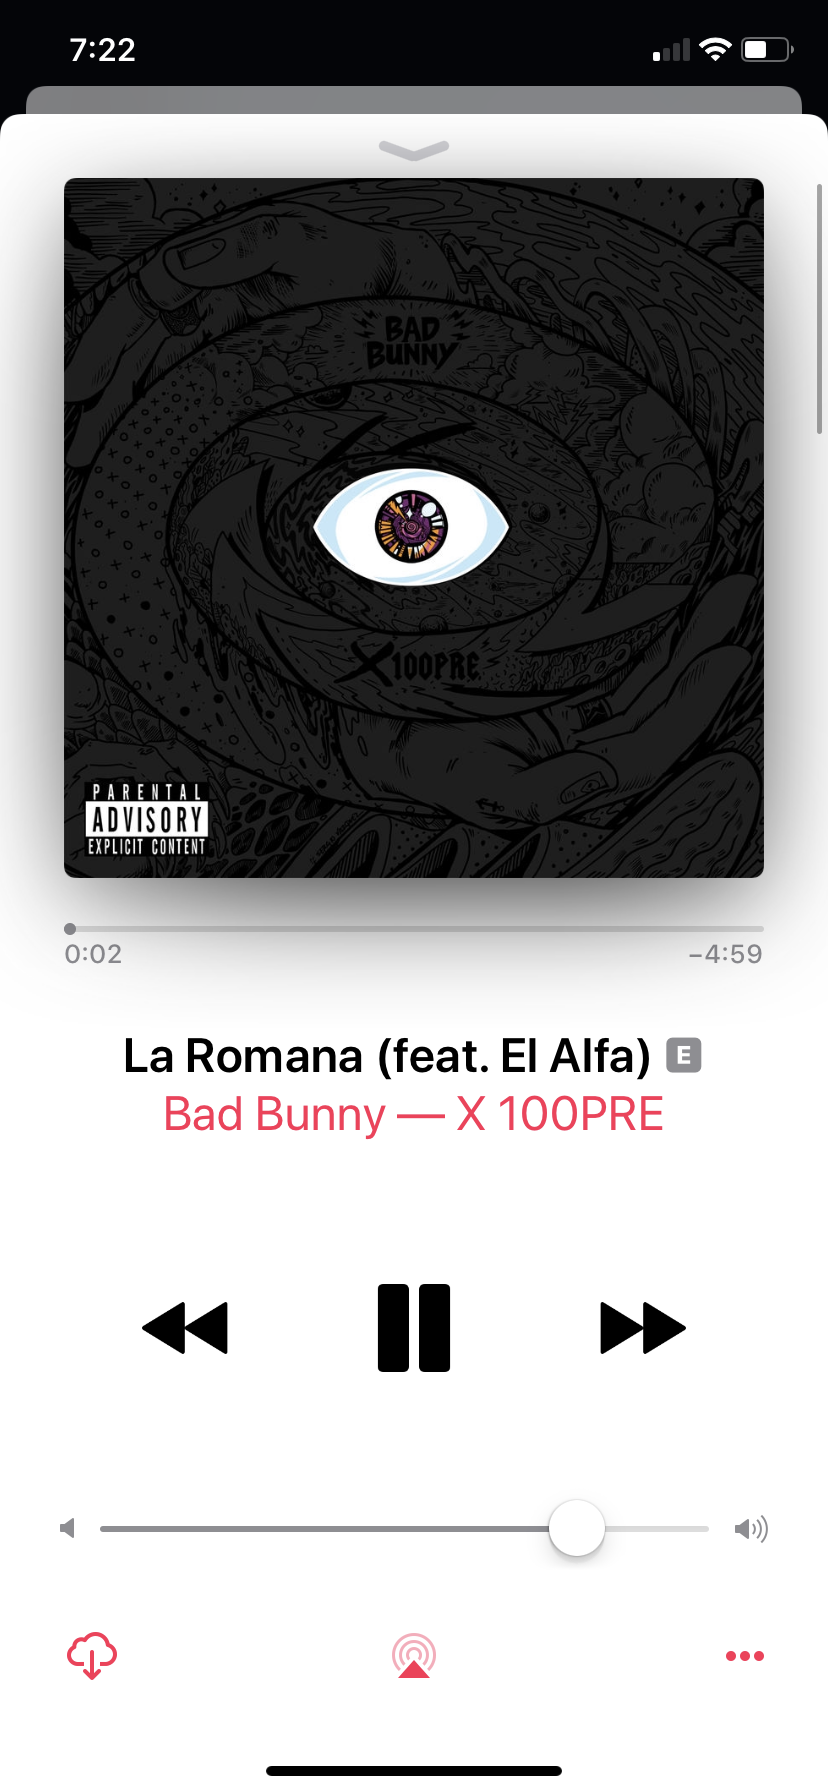 7:22
BAD
BUNNY
X100PRE
PARENTAL
ADVISORY
EXPLICIT CONTENT
0:02
−4:59
La Romana (feat. El Alfa) E
Bad Bunny — X 100PRE